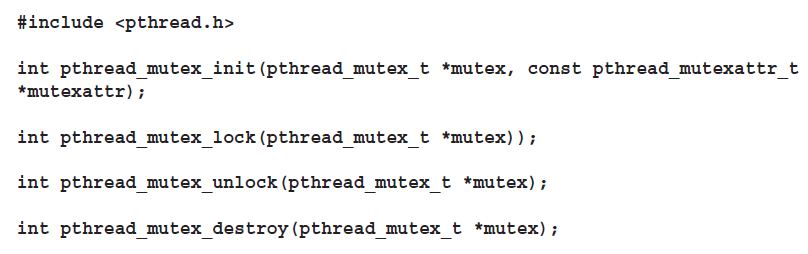 #include <pthread.h>
int pthread_mutex_init(pthread_mutex_t *mutex, const pthread_mutexattr_t
*mutexattr);
int pthread_mutex_lock(pthread_mutex_t *mutex));
int pthread_mutex_unlock(pthread_mutex_t *mutex);
int pthread_mutex_destroy(pthread_mutex_t *mutex);